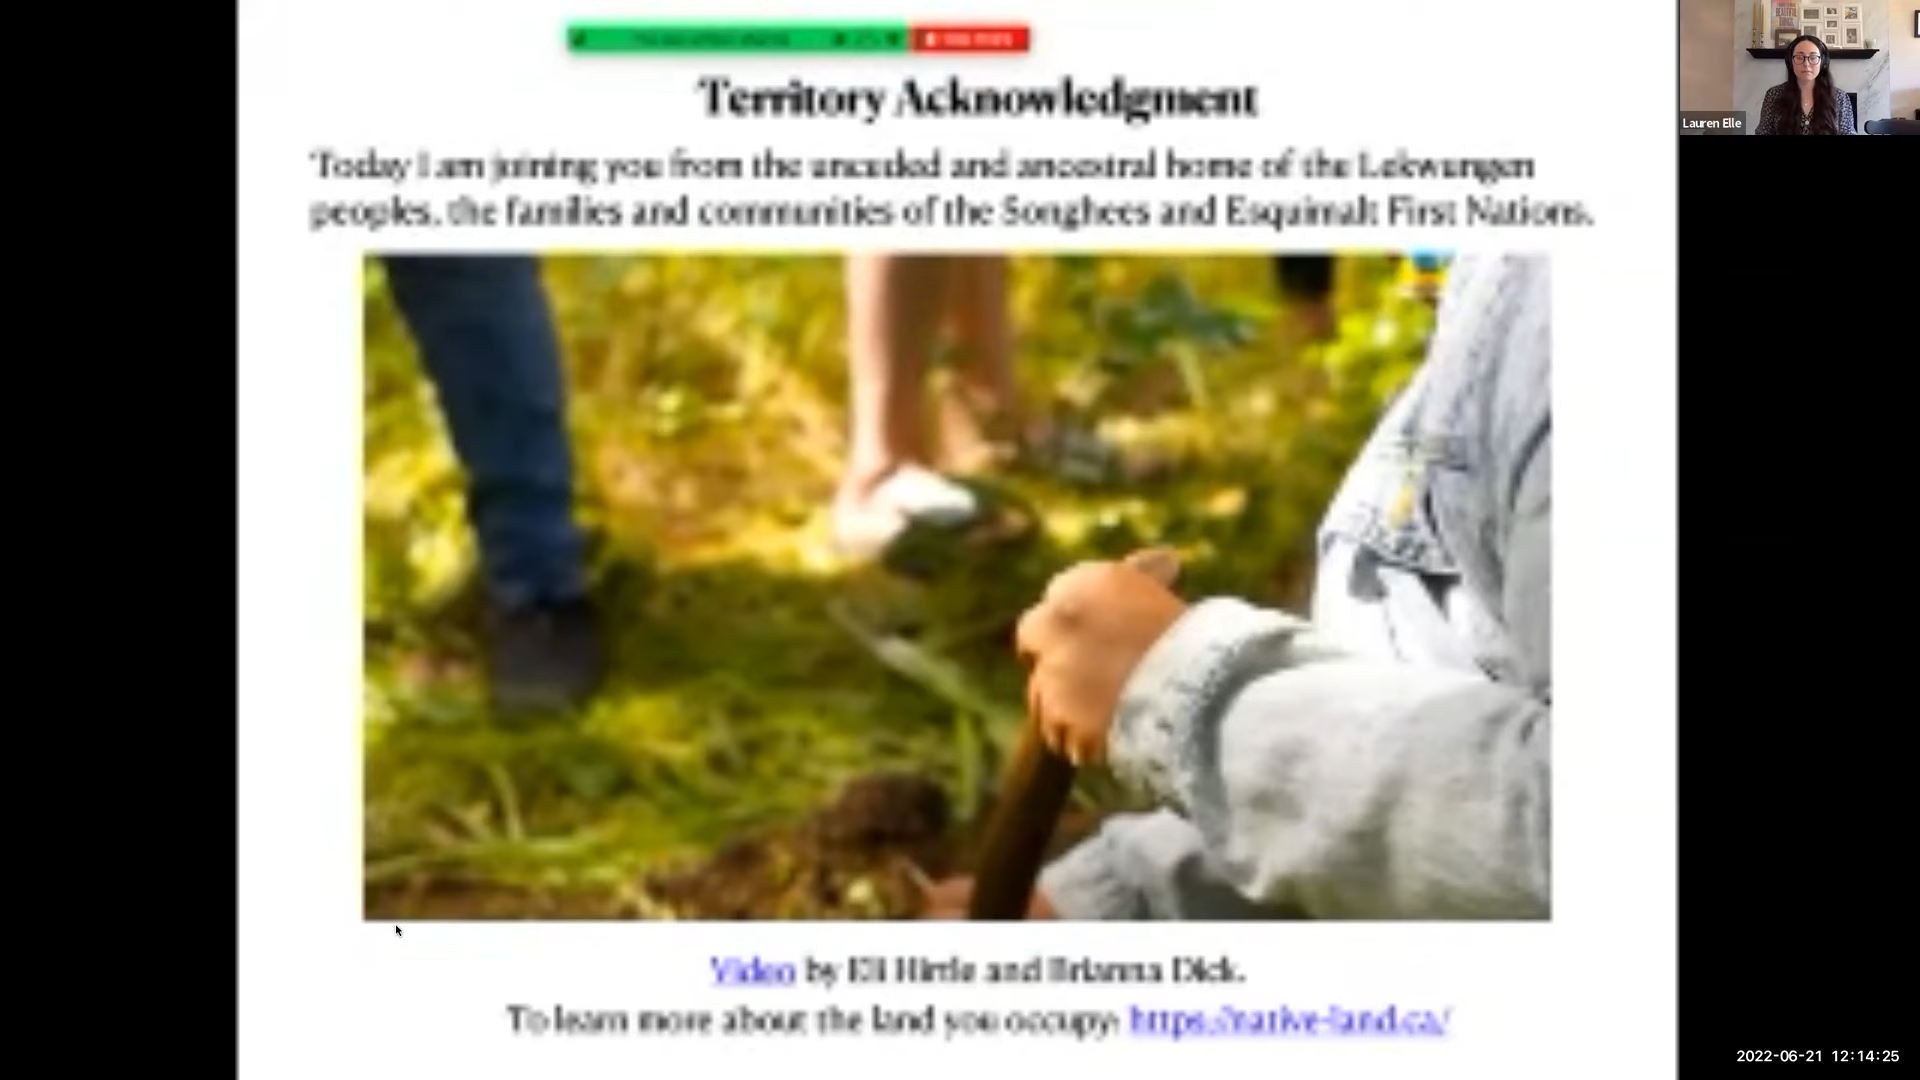 Territory Acknowledgment
Today I am joining you from the unceded and ancestral home of the Lekwungen
peoples, the families and communities of the Songhees and Esquimalt First Nations.
Video by Eli Hirtle and Brianna Dick.
To learn more about the land you occupy: https://native-land.ca/
Lauren Elle
2022-06-21 12:14:25